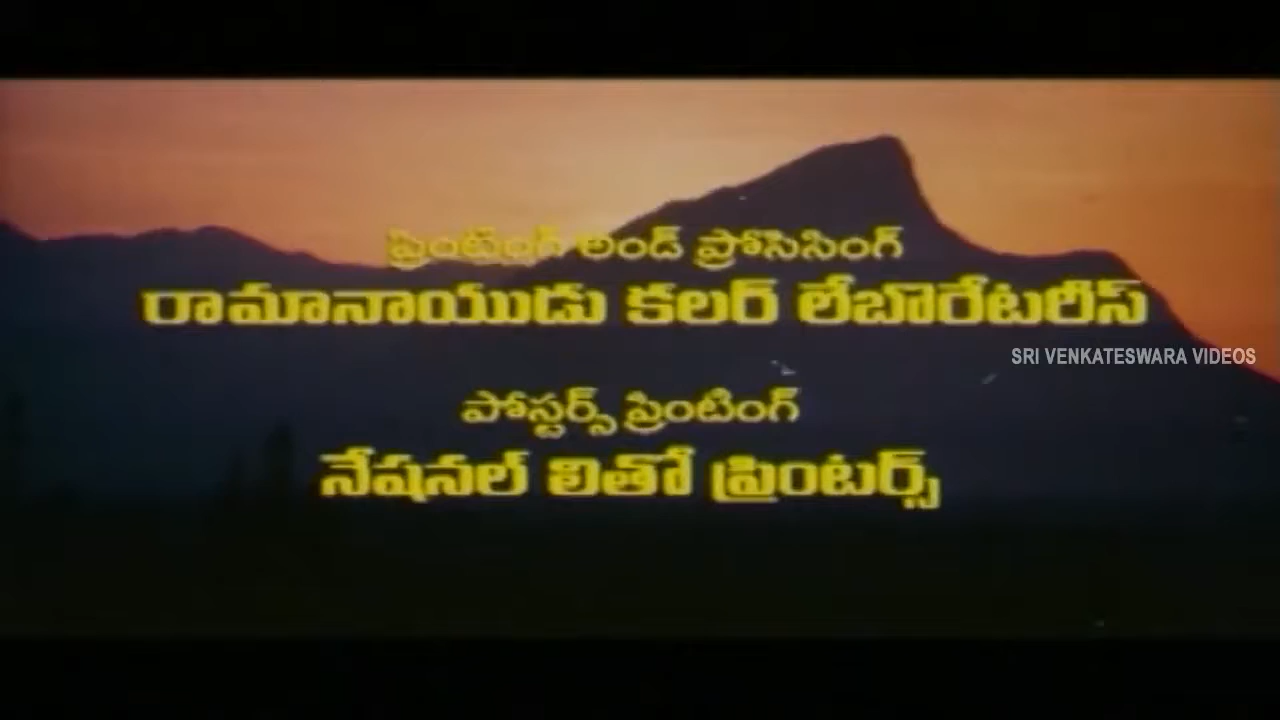 ప్రింటింగ్ అండ్ ప్రోసెసింగ్
రామానాయుడు కలర్ లేబొరేటరీస్
SRI VENKATESWARA VIDEOS
పోస్టర్స్ ప్రింటింగ్
నేషనల్ లితో ప్రింటర్స్